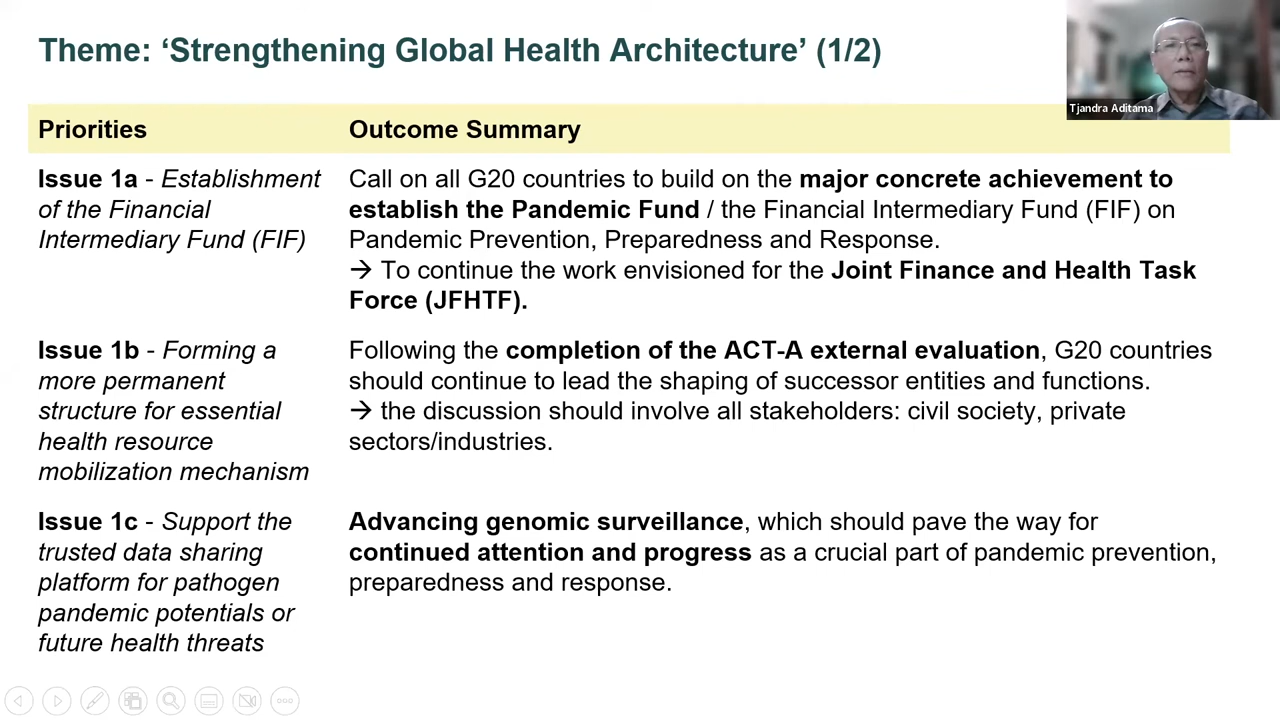 Theme: ‘Strengthening Global Health Architecture’ (1/2)
Tjandra Aditama
Priorities
Outcome Summary
Issue 1a - Establishment
of the Financial
Intermediary Fund (FIF)
Call on all G20 countries to build on the major concrete achievement to
establish the Pandemic Fund / the Financial Intermediary Fund (FIF) on
Pandemic Prevention, Preparedness and Response.
→ To continue the work envisioned for the Joint Finance and Health Task
Force (JFHTF).
Issue 1b - Forming a
more permanent
structure for essential
health resource
mobilization mechanism
Following the completion of the ACT-A external evaluation, G20 countries
should continue to lead the shaping of successor entities and functions.
→ the discussion should involve all stakeholders: civil society, private
sectors/industries.
Issue 1c - Support the
trusted data sharing
platform for pathogen
pandemic potentials or
future health threats
Advancing genomic surveillance, which should pave the way for
continued attention and progress as a crucial part of pandemic prevention,
preparedness and response.